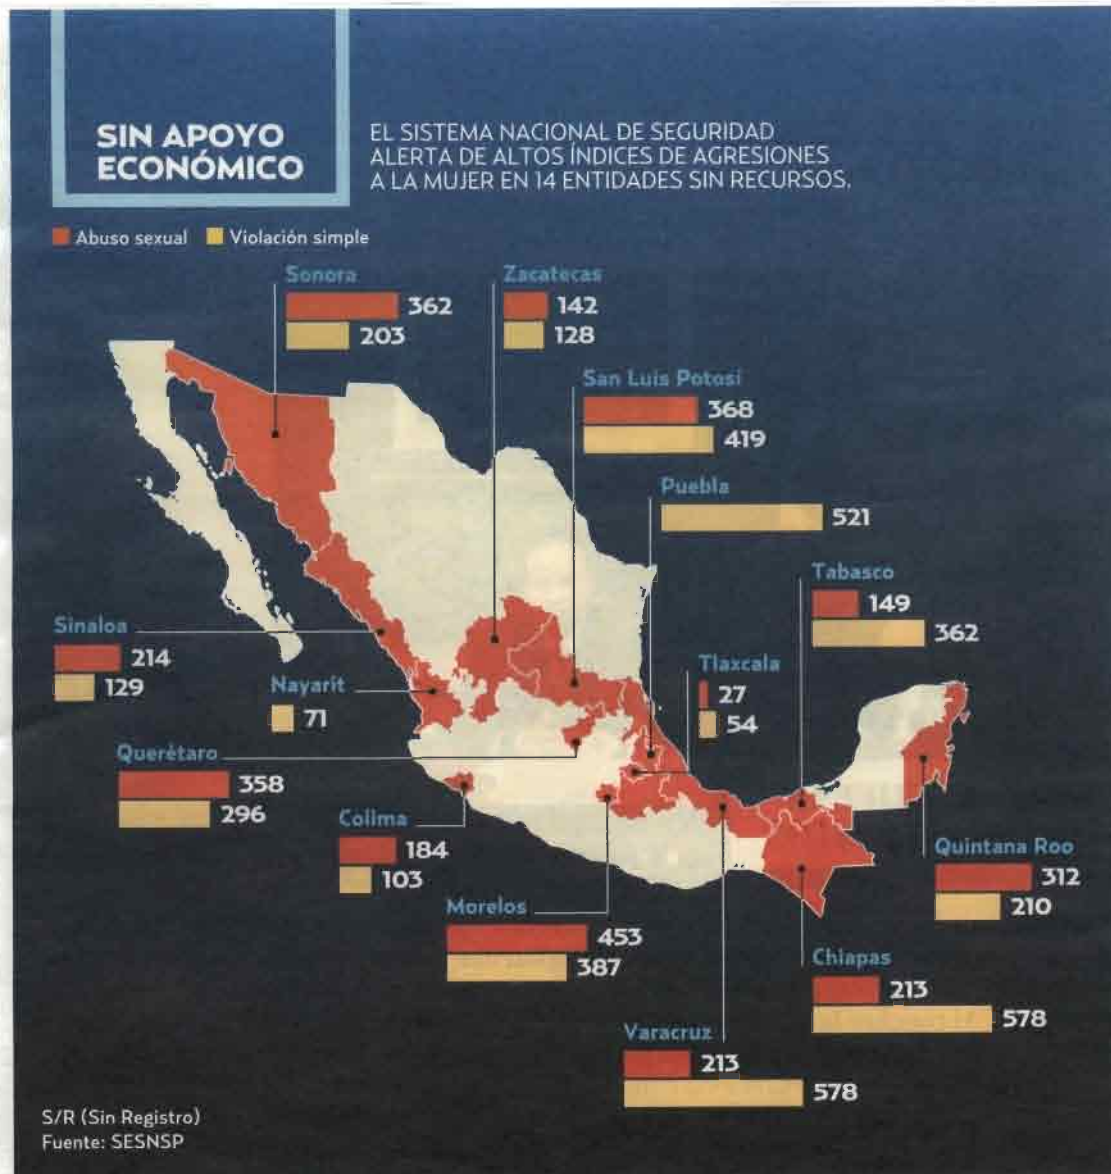 SIN APOYO
ECONÓMICO
EL SISTEMA NACIONAL DE SEGURIDAD
ALERTA DE ALTOS ÍNDICES DE AGRESIONES
A LA MUJER EN 14 ENTIDADES SIN RECURSOS.
Abuso sexual
Violación simple
Sonora
362
203
Zacatecas
142
128
San Luis Potosí
368
419
Puebla
521
Tabasco
149
362
Sinaloa
214
129
Nayarit
71
Tlaxcala
27
54
Querétaro
358
296
Colima
184
103
Quintana Roo
312
210
Morelos
453
387
Chiapas
213
578
Varacruz
213
578
S/R (Sin Registro)
Fuente: SESNSP